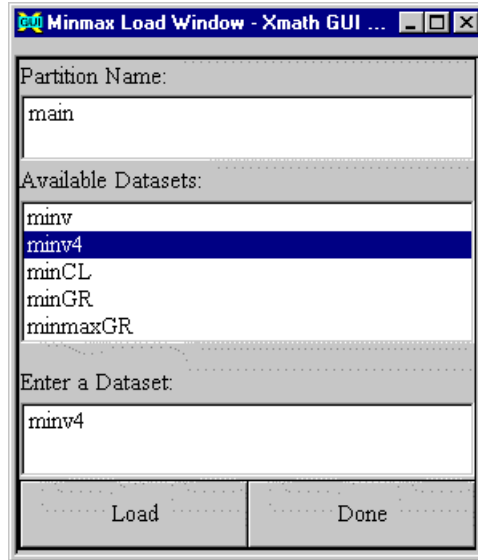 GUI Minmax Load Window - Xmath GUI ...
Partition Name:
main
Available Datasets:
minv
minv4
minCL
minGR
minmaxGR
Enter a Dataset:
minv4
Load Done